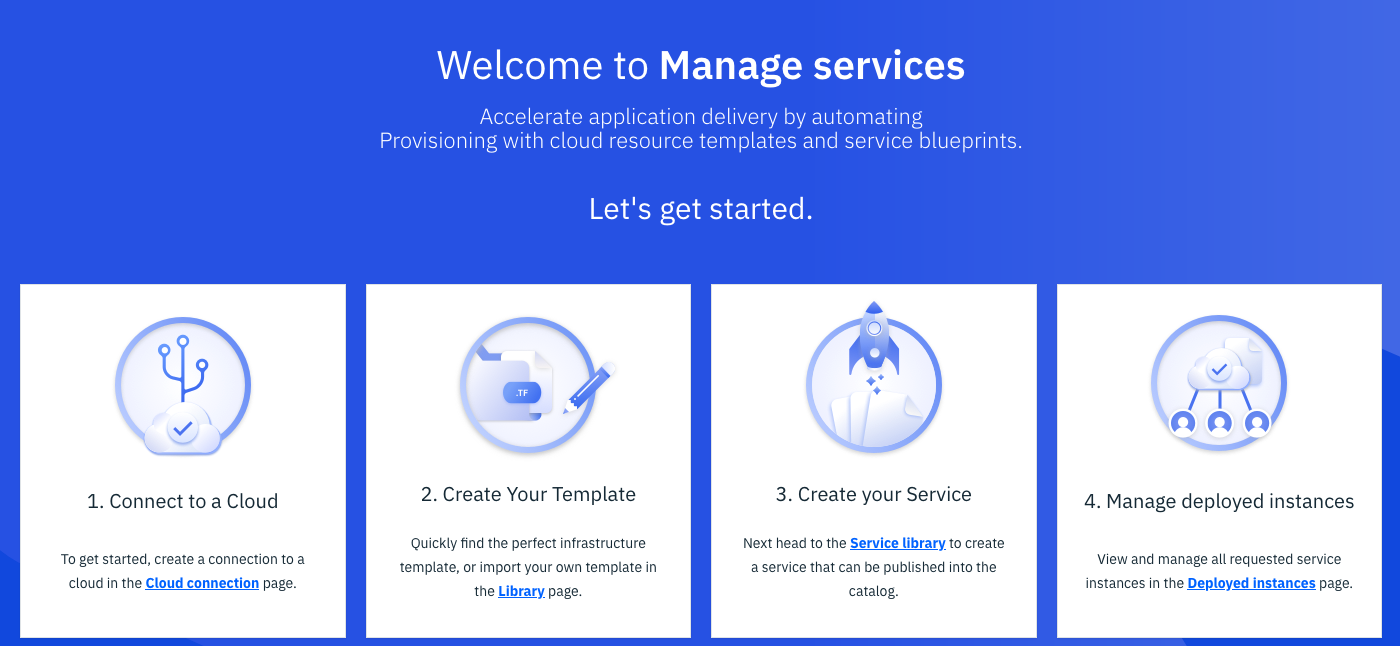 Welcome to Manage services
Accelerate application delivery by automating
Provisioning with cloud resource templates and service blueprints.
Let's get started.
1. Connect to a Cloud
To get started, create a connection to a
cloud in the Cloud connection page.
.TF
2. Create Your Template
Quickly find the perfect infrastructure
template, or import your own template in
the Library page.
3. Create your Service
Next head to the Service library to create
a service that can be published into the
catalog.
4. Manage deployed instances
View and manage all requested service
instances in the Deployed instances page.